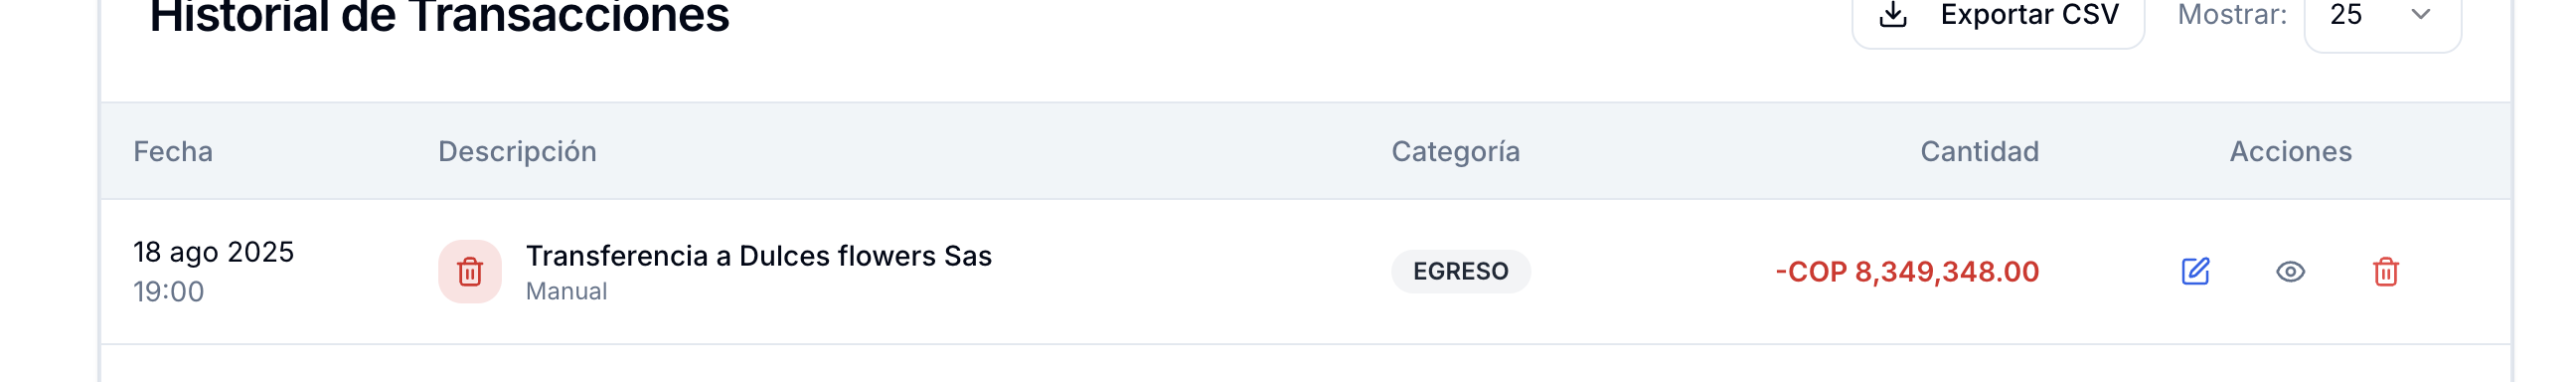 Historial de Transacciones
Exportar CSV
Mostrar:
25
Fecha
Descripción
Categoría
Cantidad
Acciones
18 ago 2025
19:00
Transferencia a Dulces flowers Sas
Manual
EGRESO
-COP 8,349,348.00